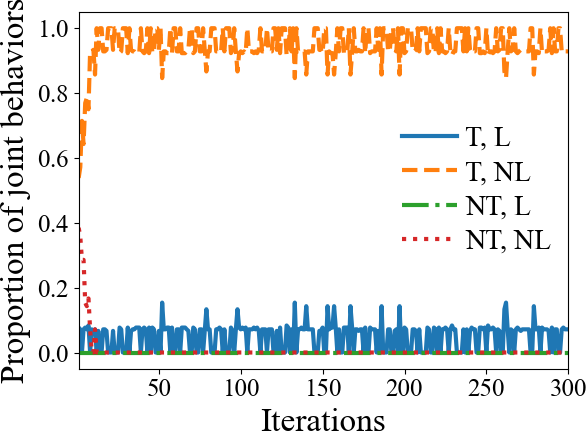 Proportion of joint behaviors
1.0
0.8
0.6
0.4
0.2
0.0
T, L
T, NL
NT, L
NT, NL
50
100
150
200
250
300
Iterations